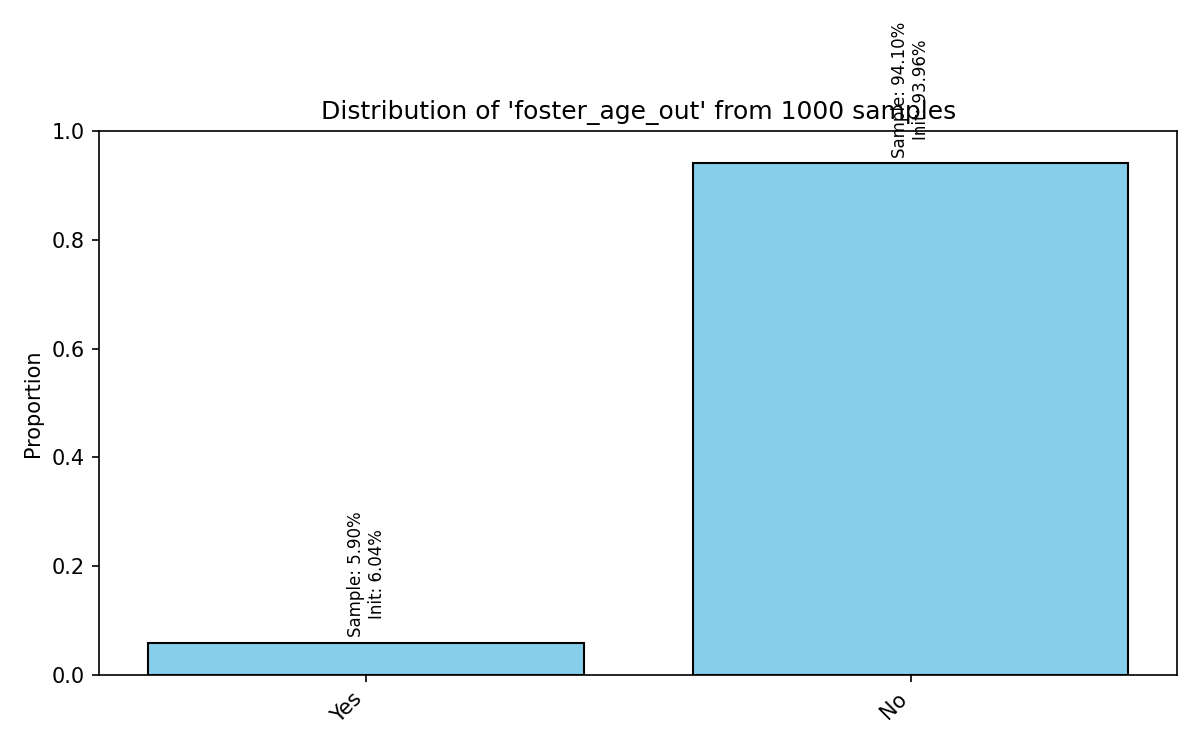 Distribution of 'foster_age_out' from 1000 samples
Sample: 94.10%
Init: 93.96%
1.0
0.8
0.6
0.4
0.2
0.0
Proportion
Sample: 5.90%
Init: 6.04%
Yes
No